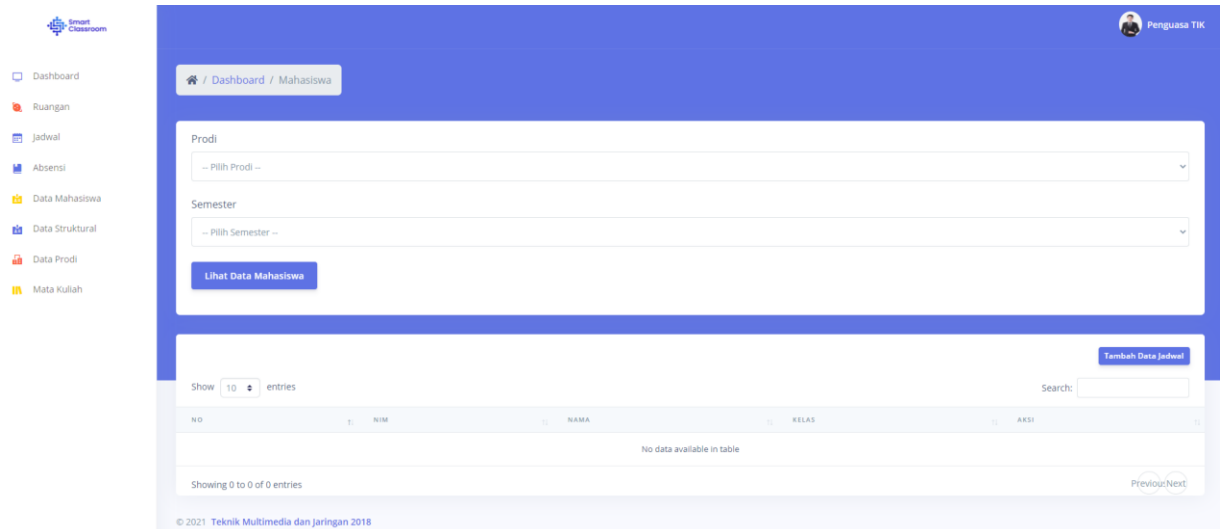 Smart
Classroom
Penguasa TIK
Dashboard
Ruangan
Jadwal
Absensi
Data Mahasiswa
Data Struktural
Data Prodi
Mata Kuliah
/ Dashboard / Mahasiswa
Prodi
-- Pilih Prodi --
Semester
-- Pilih Semester --
Lihat Data Mahasiswa
Tambah Data Jadwal
Show 10 entries
Search:
NO NIM NAMA KELAS AKSI
No data available in table
Showing 0 to 0 of 0 entries
Previous Next
© 2021 Teknik Multimedia dan Jaringan 2018